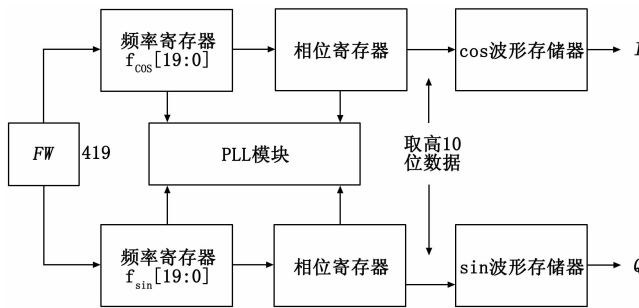 频率寄存器
f_COS[19:0]
相位寄存器
cos波形存储器
FW
419
PLL模块
取高10
位数据
频率寄存器
f_sin[19:0]
相位寄存器
sin波形存储器